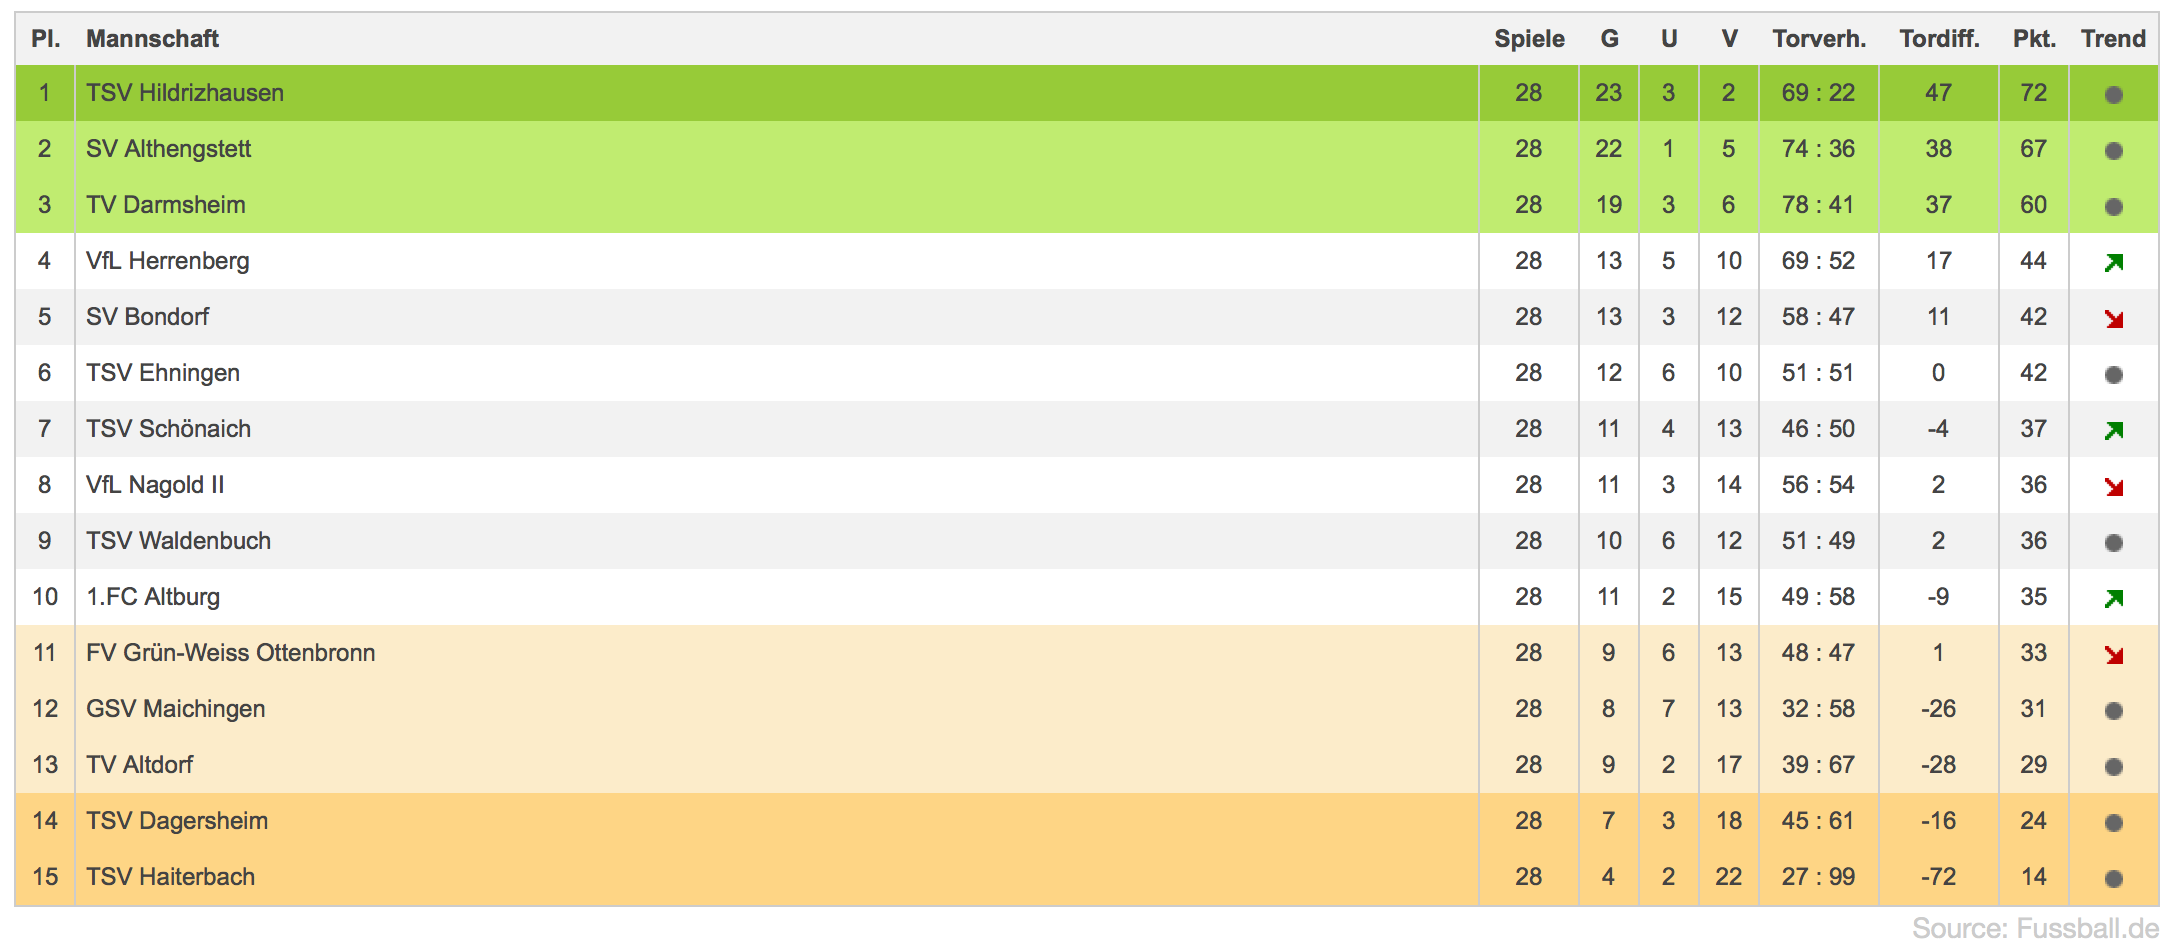 Pl. Mannschaft Spiele G U V Torverh. Tordiff. Pkt. Trend
1 TSV Hildrizhausen 28 23 3 2 69 : 22 47 72
2 SV Althengstett 28 22 1 5 74 : 36 38 67
3 TV Darmsheim 28 19 3 6 78 : 41 37 60
4 VfL Herrenberg 28 13 5 10 69 : 52 17 44
5 SV Bondorf 28 13 3 12 58 : 47 11 42
6 TSV Ehningen 28 12 6 10 51 : 51 0 42
7 TSV Schönaich 28 11 4 13 46 : 50 -4 37
8 VfL Nagold II 28 11 3 14 56 : 54 2 36
9 TSV Waldenbuch 28 10 6 12 51 : 49 2 36
10 1.FC Altburg 28 11 2 15 49 : 58 -9 35
11 FV Grün-Weiss Ottenbronn 28 9 6 13 48 : 47 1 33
12 GSV Maichingen 28 8 7 13 32 : 58 -26 31
13 TV Altdorf 28 9 2 17 39 : 67 -28 29
14 TSV Dagersheim 28 7 3 18 45 : 61 -16 24
15 TSV Haiterbach 28 4 2 22 27 : 99 -72 14
Source: Fussball.de